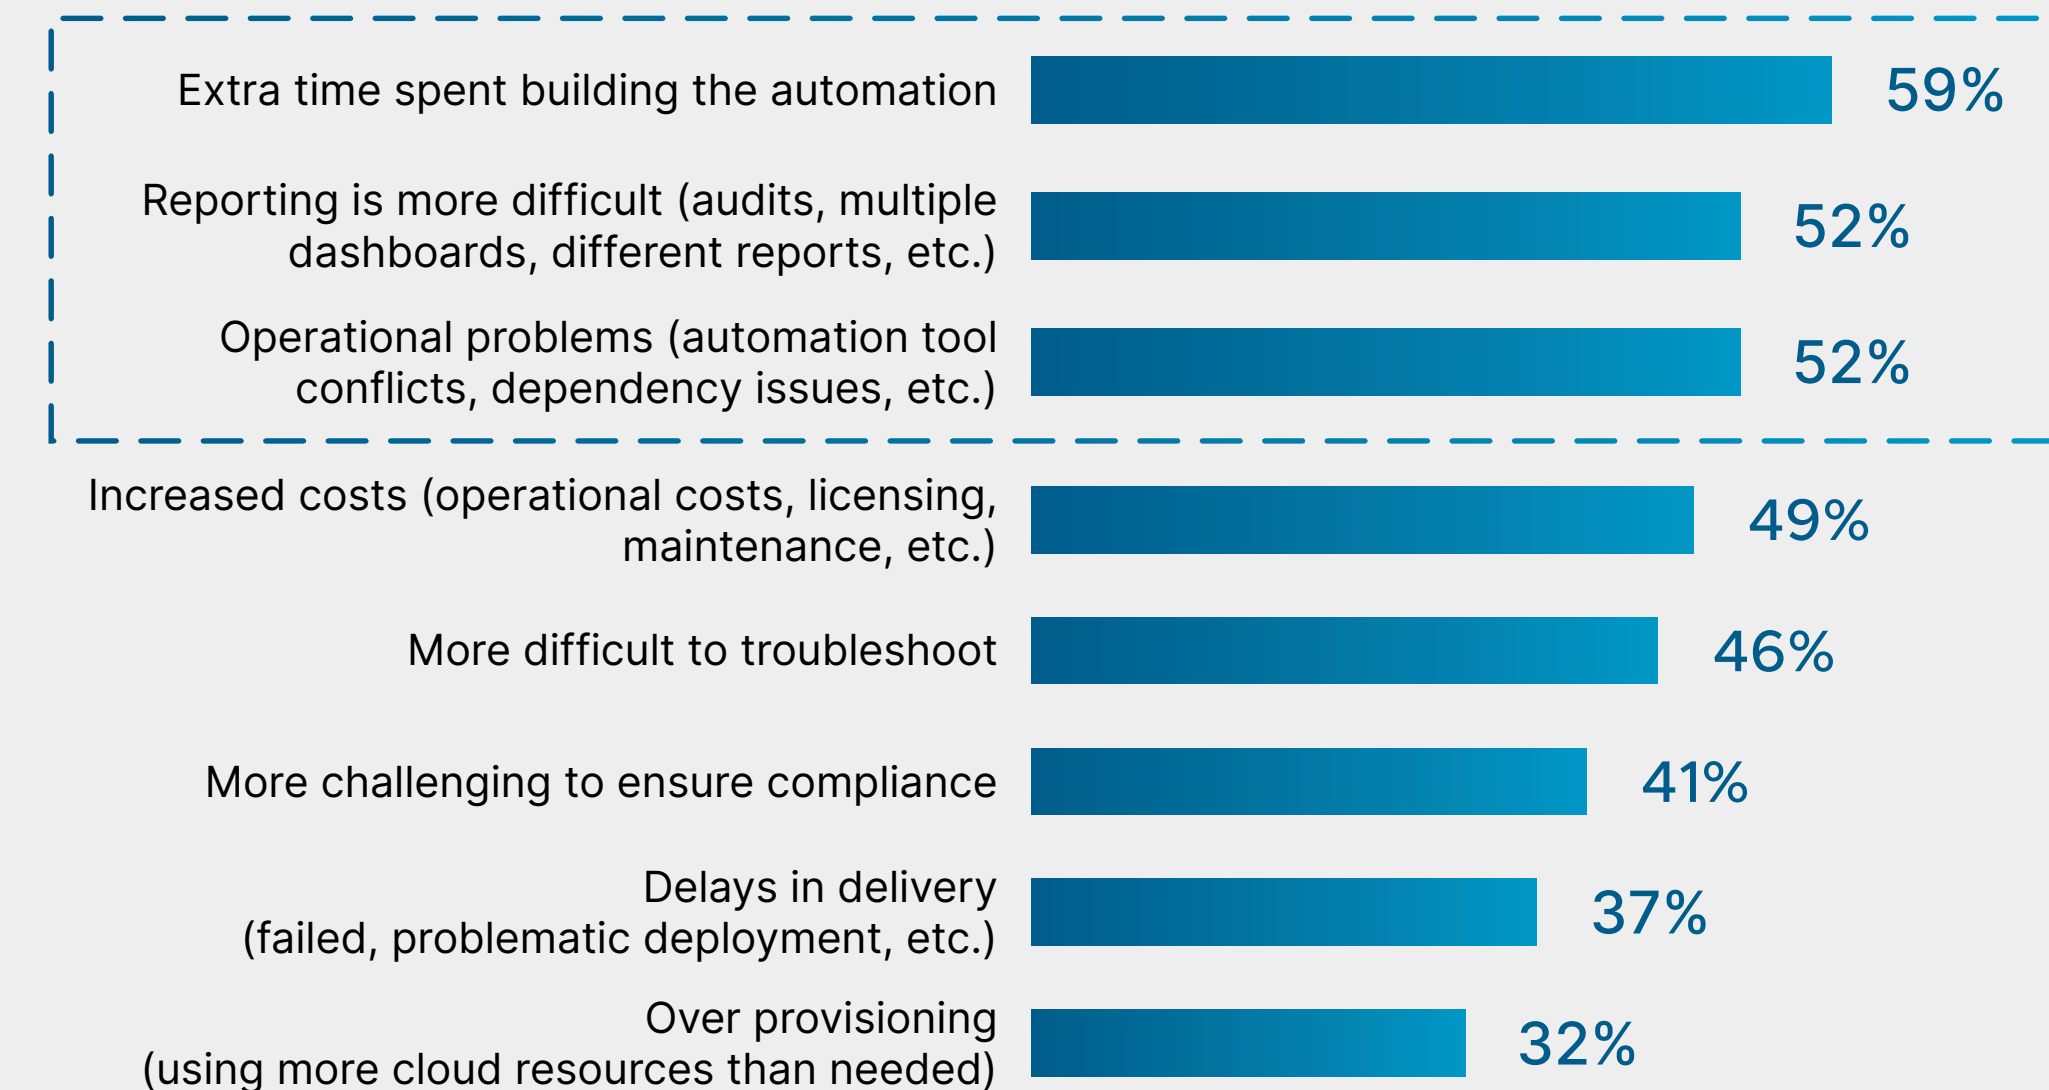 Extra time spent building the automation
59%
Reporting is more difficult (audits, multiple
dashboards, different reports, etc.)
52%
Operational problems (automation tool
conflicts, dependency issues, etc.)
52%
Increased costs (operational costs, licensing,
maintenance, etc.)
49%
More difficult to troubleshoot
46%
More challenging to ensure compliance
41%
Delays in delivery
(failed, problematic deployment, etc.)
37%
Over provisioning
(using more cloud resources than needed)
32%